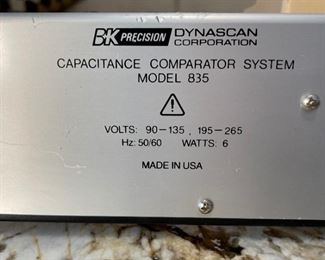 BK PRECISION DYNASCAN
CORPORATION
CAPACITANCE COMPARATOR SYSTEM
MODEL 835
!
VOLTS: 90-135, 195-265
Hz: 50/60 WATTS: 6
MADE IN USA